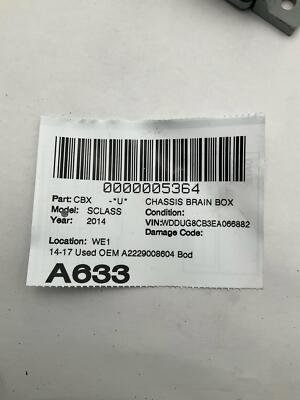 0000005364
Part: CBX -*U* CHASSIS BRAIN BOX
Model: SCLASS Condition:
Year: 2014 VIN:WDDUG8CB3EA066882
Damage Code:
Location: WE1
14-17 Used OEM A2229008604 Bod
A633